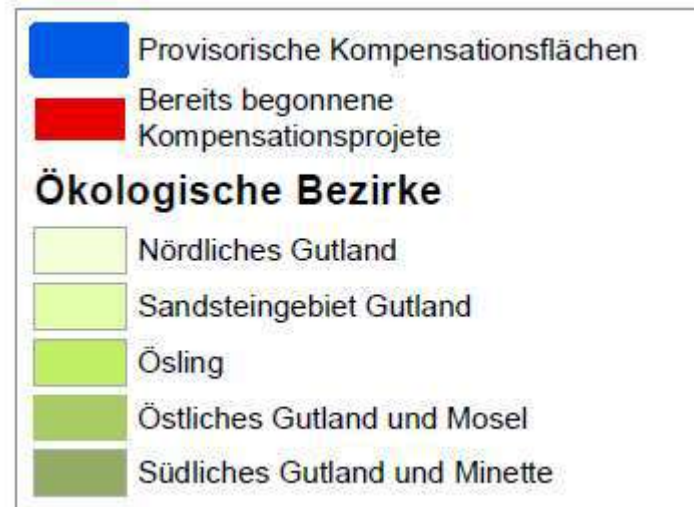 Provisorische Kompensationsflächen
Bereits begonnene
Kompensationsprojete
Ökologische Bezirke
Nördliches Gutland
Sandsteingebiet Gutland
Ösling
Östliches Gutland und Mosel
Südliches Gutland und Minette